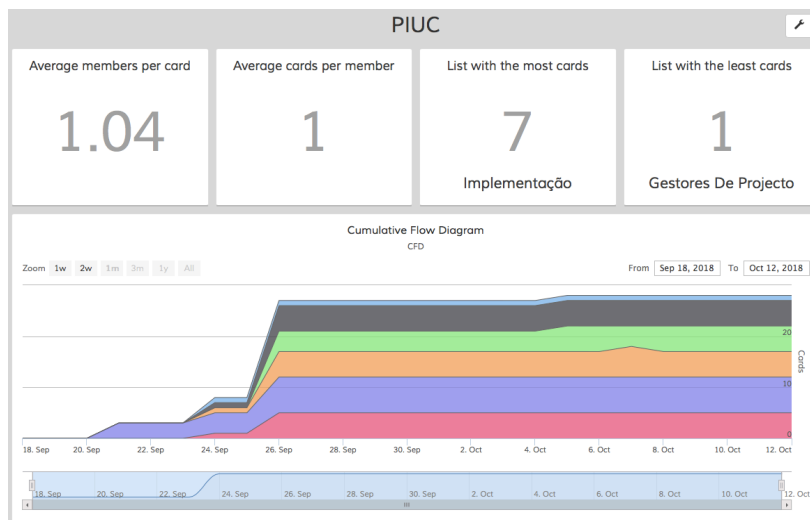 PIUC
Average members per card
1.04
Average cards per member
1
List with the most cards
7
Implementação
List with the least cards
1
Gestores De Projecto
Cumulative Flow Diagram
CFD
Zoom 1w 2w 1m 3m 1y All
From Sep 18, 2018 To Oct 12, 2018
20
10
0
Cards
18. Sep 20. Sep 22. Sep 24. Sep 26. Sep 28. Sep 30. Sep 2. Oct 4. Oct 6. Oct 8. Oct 10. Oct 12. Oct
18. Sep 20. Sep 22. Sep 24. Sep 26. Sep 28. Sep 30. Sep 2. Oct 4. Oct 6. Oct 8. Oct 10. Oct 12. Oct